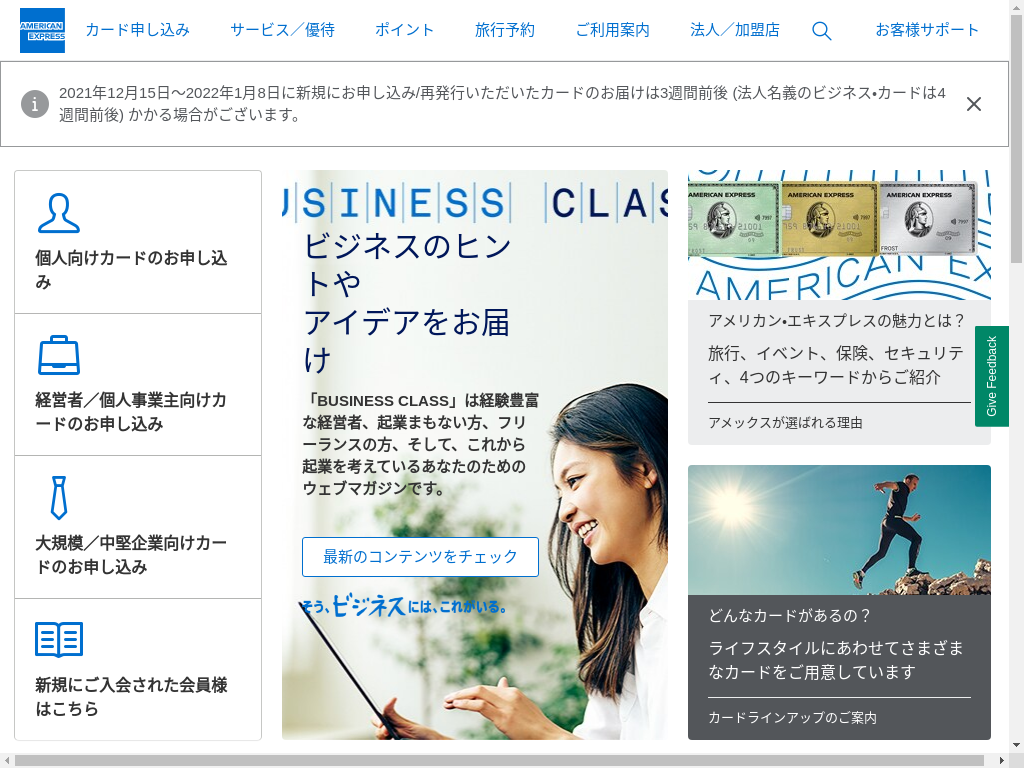 AMERICAN EXPRESS
カード申し込み
サービス／優待
ポイント
旅行予約
ご利用案内
法人／加盟店
お客様サポート
2021年12月15日〜2022年1月8日に新規にお申し込み/再発行いただいたカードのお届けは3週間前後 (法人名義のビジネス•カードは4
週間前後) かかる場合がございます。
個人向けカードのお申し込
み
経営者／個人事業主向けカ
ードのお申し込み
大規模／中堅企業向けカー
ドのお申し込み
新規にご入会された会員様
はこちら
USINESS CLAS
ビジネスのヒン
トや
アイデアをお届
け
「BUSINESS CLASS」は経験豊富
な経営者、起業まもない方、フリ
ーランスの方、そして、これから
起業を考えているあなたのための
ウェブマガジンです。
最新のコンテンツをチェック
そう、ビジネスには、これがいる。
AMERICAN EXPRESS
AMERICAN EXPRESS
AMERICAN EXPRESS
FROST
AMERICAN EX
アメリカン•エキスプレスの魅力とは？
旅行、イベント、保険、セキュリテ
ィ、4つのキーワードからご紹介
アメックスが選ばれる理由
Give Feedback
どんなカードがあるの？
ライフスタイルにあわせてさまざま
なカードをご用意しています
カードラインアップのご案内